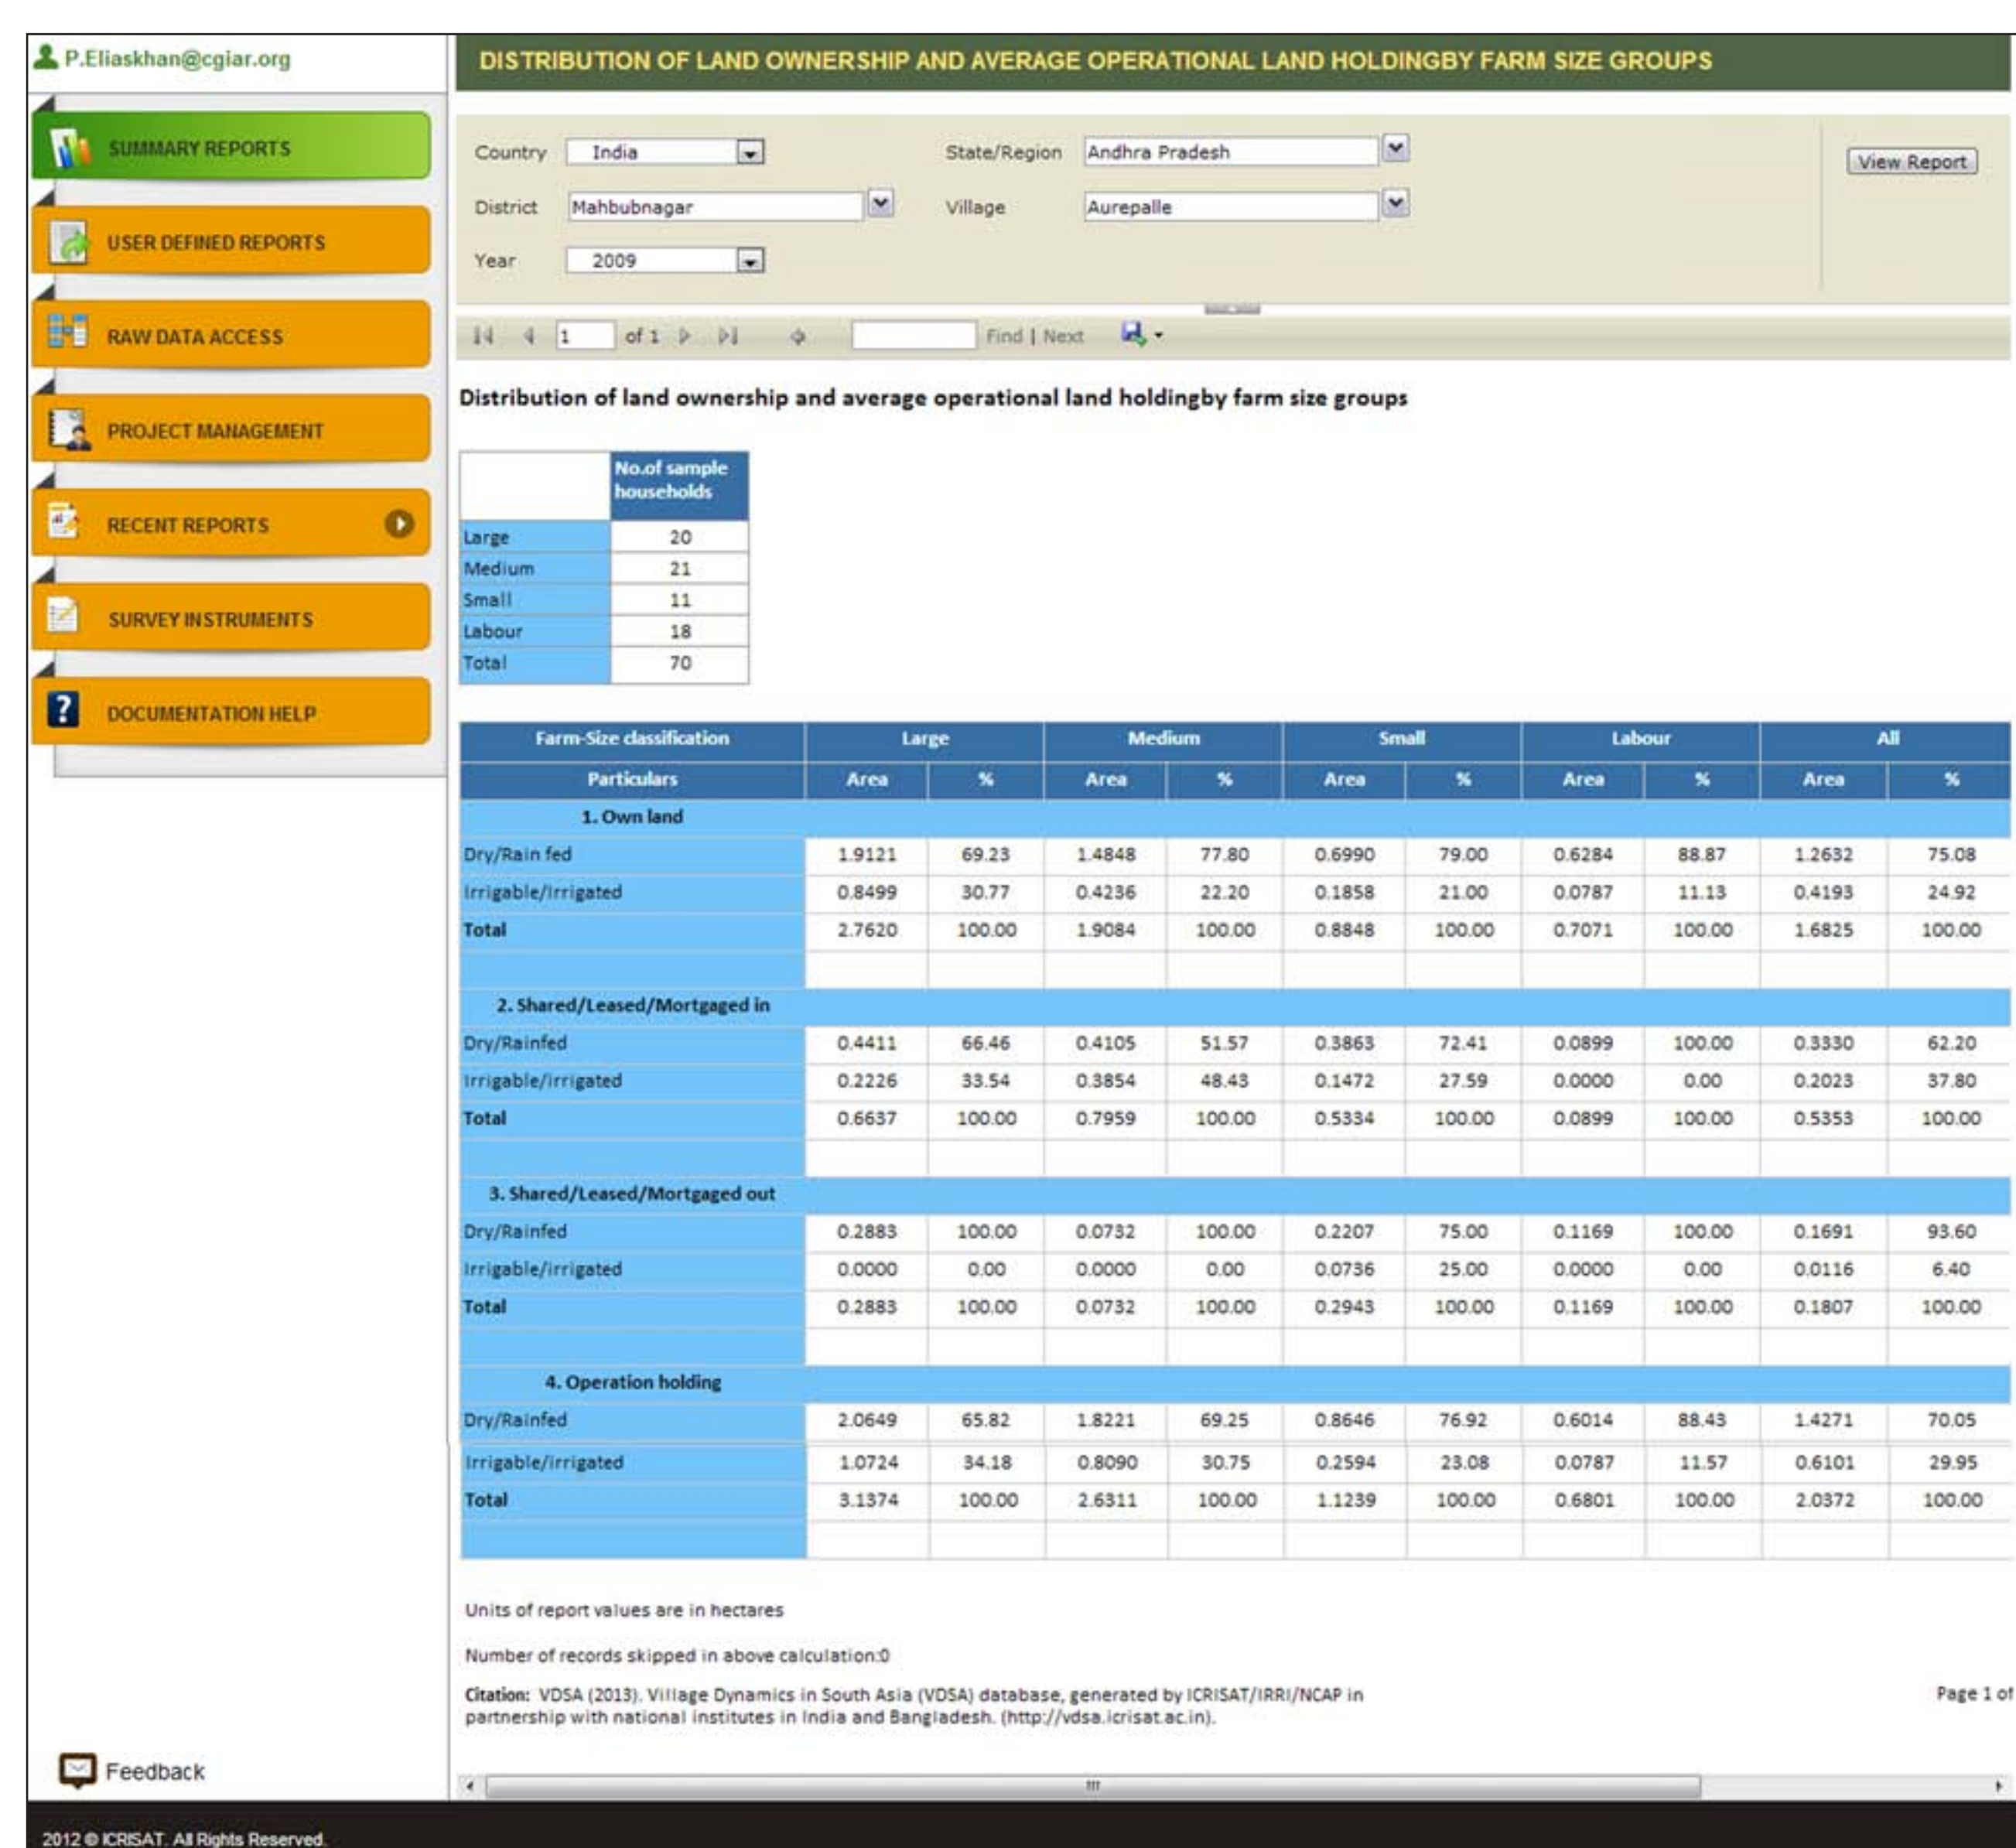 P.Eliaskhan@cgiar.org
SUMMARY REPORTS
USER DEFINED REPORTS
RAW DATA ACCESS
PROJECT MANAGEMENT
RECENT REPORTS
SURVEY INSTRUMENTS
? DOCUMENTATION HELP
DISTRIBUTION OF LAND OWNERSHIP AND AVERAGE OPERATIONAL LAND HOLDINGBY FARM SIZE GROUPS
Country India State/Region Andhra Pradesh View Report
District Mahbubnagar Village Aurepalle
Year 2009
1 of 1 Find | Next
Distribution of land ownership and average operational land holdingby farm size groups
No.of sample
households
Large 20
Medium 21
Small 11
Labour 18
Total 70
Farm-Size classification Large Medium Small Labour All
Particulars Area % Area % Area % Area % Area %
1. Own land
Dry/Rain fed 1.9121 69.23 1.4848 77.80 0.6990 79.00 0.6284 88.87 1.2632 75.08
Irrigable/Irrigated 0.8499 30.77 0.4236 22.20 0.1858 21.00 0.0787 11.13 0.4193 24.92
Total 2.7620 100.00 1.9084 100.00 0.8848 100.00 0.7071 100.00 1.6825 100.00
2. Shared/Leased/Mortgaged in
Dry/Rainfed 0.4411 66.46 0.4105 51.57 0.3863 72.41 0.0899 100.00 0.3330 62.20
Irrigable/irrigated 0.2226 33.54 0.3854 48.43 0.1472 27.59 0.0000 0.00 0.2023 37.80
Total 0.6637 100.00 0.7959 100.00 0.5334 100.00 0.0899 100.00 0.5353 100.00
3. Shared/Leased/Mortgaged out
Dry/Rainfed 0.2883 100.00 0.0732 100.00 0.2207 75.00 0.1169 100.00 0.1691 93.60
Irrigable/irrigated 0.0000 0.00 0.0000 0.00 0.0736 25.00 0.0000 0.00 0.0116 6.40
Total 0.2883 100.00 0.0732 100.00 0.2943 100.00 0.1169 100.00 0.1807 100.00
4. Operation holding
Dry/Rainfed 2.0649 65.82 1.8221 69.25 0.8646 76.92 0.6014 88.43 1.4271 70.05
Irrigable/irrigated 1.0724 34.18 0.8090 30.75 0.2594 23.08 0.0787 11.57 0.6101 29.95
Total 3.1374 100.00 2.6311 100.00 1.1239 100.00 0.6801 100.00 2.0372 100.00
Units of report values are in hectares
Number of records skipped in above calculation:0
Citation: VDSA (2013). Village Dynamics in South Asia (VDSA) database, generated by ICRISAT/IRRI/NCAP in Page 1 of
partnership with national institutes in India and Bangladesh. (http://vdsa.icrisat.ac.in).
Feedback
2012 © ICRISAT. All Rights Reserved.